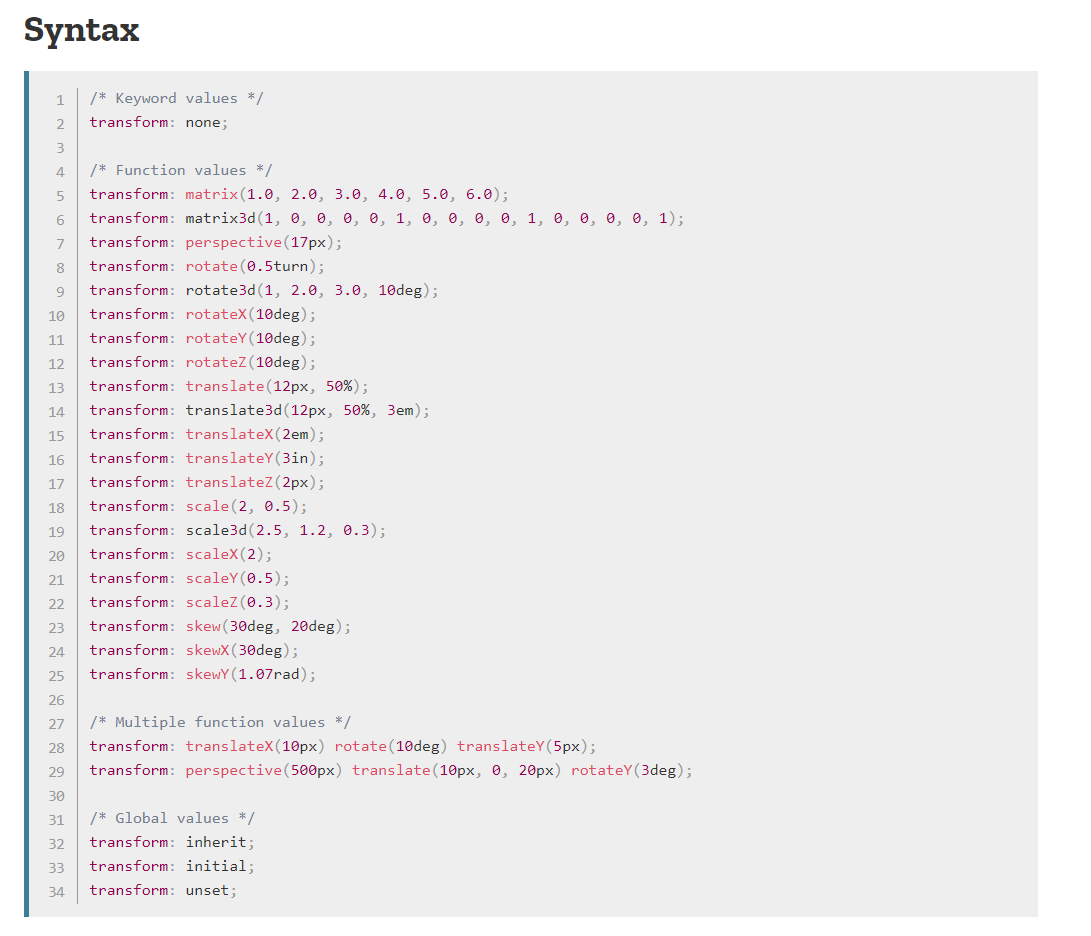 Syntax
1 /* Keyword values */
2 transform: none;
3
4 /* Function values */
5 transform: matrix(1.0, 2.0, 3.0, 4.0, 5.0, 6.0);
6 transform: matrix3d(1, 0, 0, 0, 0, 1, 0, 0, 0, 0, 1, 0, 0, 0, 0, 1);
7 transform: perspective(17px);
8 transform: rotate(0.5turn);
9 transform: rotate3d(1, 2.0, 3.0, 10deg);
10 transform: rotateX(10deg);
11 transform: rotateY(10deg);
12 transform: rotateZ(10deg);
13 transform: translate(12px, 50%);
14 transform: translate3d(12px, 50%, 3em);
15 transform: translateX(2em);
16 transform: translateY(3in);
17 transform: translateZ(2px);
18 transform: scale(2, 0.5);
19 transform: scale3d(2.5, 1.2, 0.3);
20 transform: scaleX(2);
21 transform: scaleY(0.5);
22 transform: scaleZ(0.3);
23 transform: skew(30deg, 20deg);
24 transform: skewX(30deg);
25 transform: skewY(1.07rad);
26
27 /* Multiple function values */
28 transform: translateX(10px) rotate(10deg) translateY(5px);
29 transform: perspective(500px) translate(10px, 0, 20px) rotateY(3deg);
30
31 /* Global values */
32 transform: inherit;
33 transform: initial;
34 transform: unset;